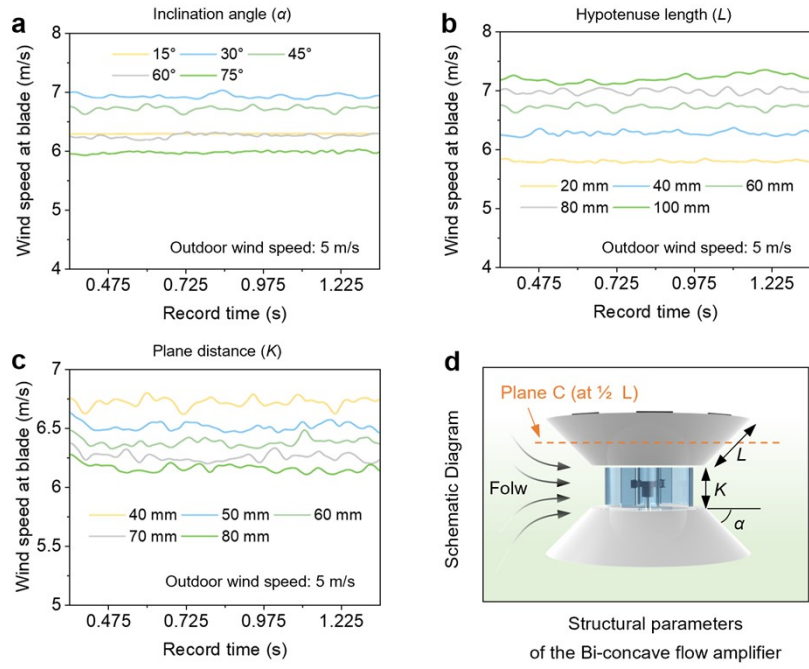 a
Inclination angle (α)
Wind speed at blade (m/s)
8
7
6
5
4
15° 30° 45°
60° 75°
Outdoor wind speed: 5 m/s
0.475 0.725 0.975 1.225
Record time (s)
b
Hypotenuse length (L)
Wind speed at blade (m/s)
8
7
6
5
4
20 mm 40 mm 60 mm
80 mm 100 mm
Outdoor wind speed: 5 m/s
0.475 0.725 0.975 1.225
Record time (s)
c
Plane distance (K)
Wind speed at blade (m/s)
7
6.5
6
5.5
5
40 mm 50 mm 60 mm
70 mm 80 mm
Outdoor wind speed: 5 m/s
0.475 0.725 0.975 1.225
Record time (s)
d
Schematic Diagram
Plane C (at ½ L)
L
Folw
K
α
Structural parameters
of the Bi-concave flow amplifier